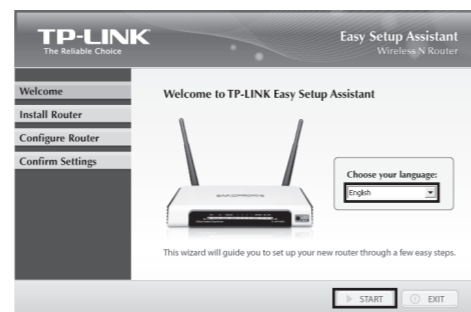 TP-LINK
The Reliable Choice
Easy Setup Assistant
Wireless N Router
Welcome
Install Router
Configure Router
Confirm Settings
Welcome to TP-LINK Easy Setup Assistant
Choose your language:
English
This wizard will guide you to set up your new router through a few easy steps.
START
EXIT